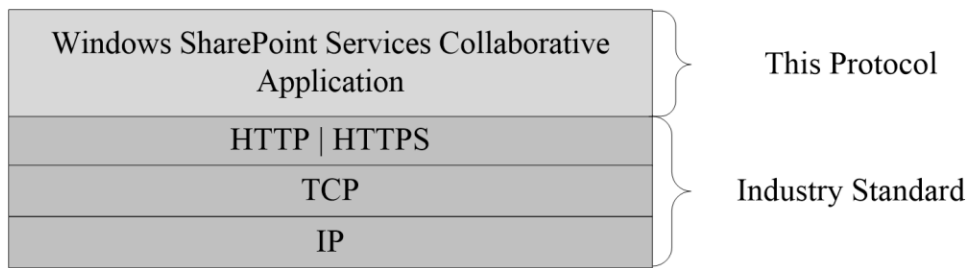 Windows SharePoint Services Collaborative
Application
This Protocol
HTTP | HTTPS
TCP
IP
Industry Standard